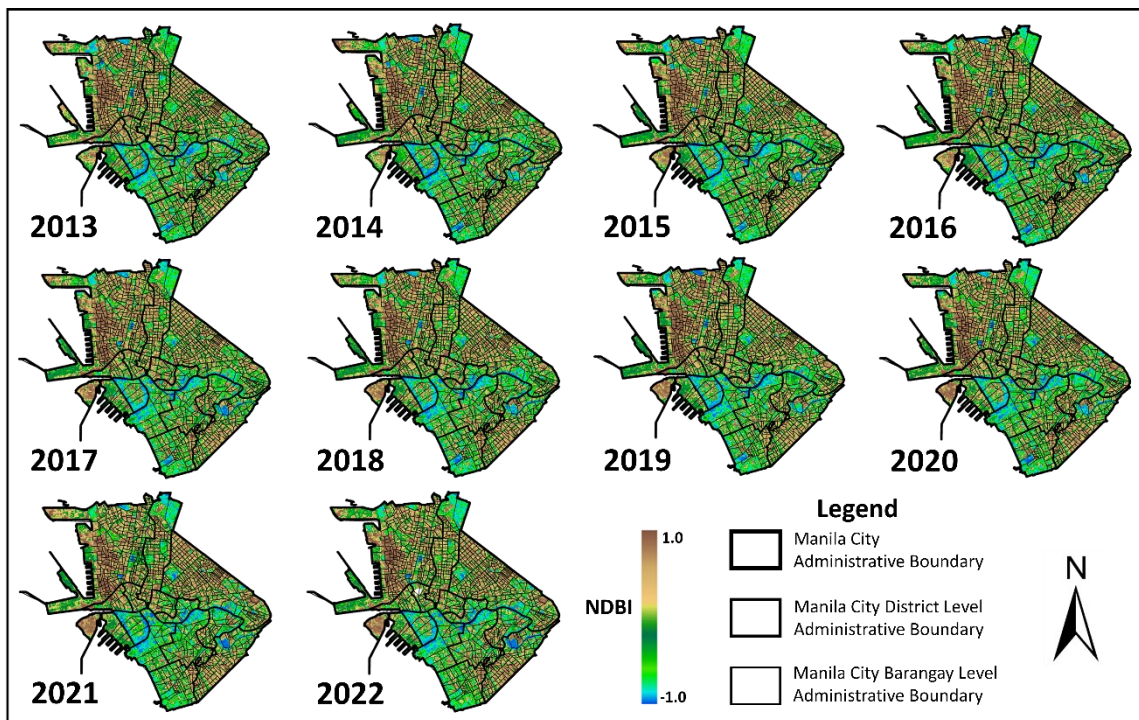 2013
2014
2015
2016
2017
2018
2019
2020
2021
2022
Legend
1.0
NDBI
-1.0
Manila City
Administrative Boundary
Manila City District Level
Administrative Boundary
Manila City Barangay Level
Administrative Boundary
N